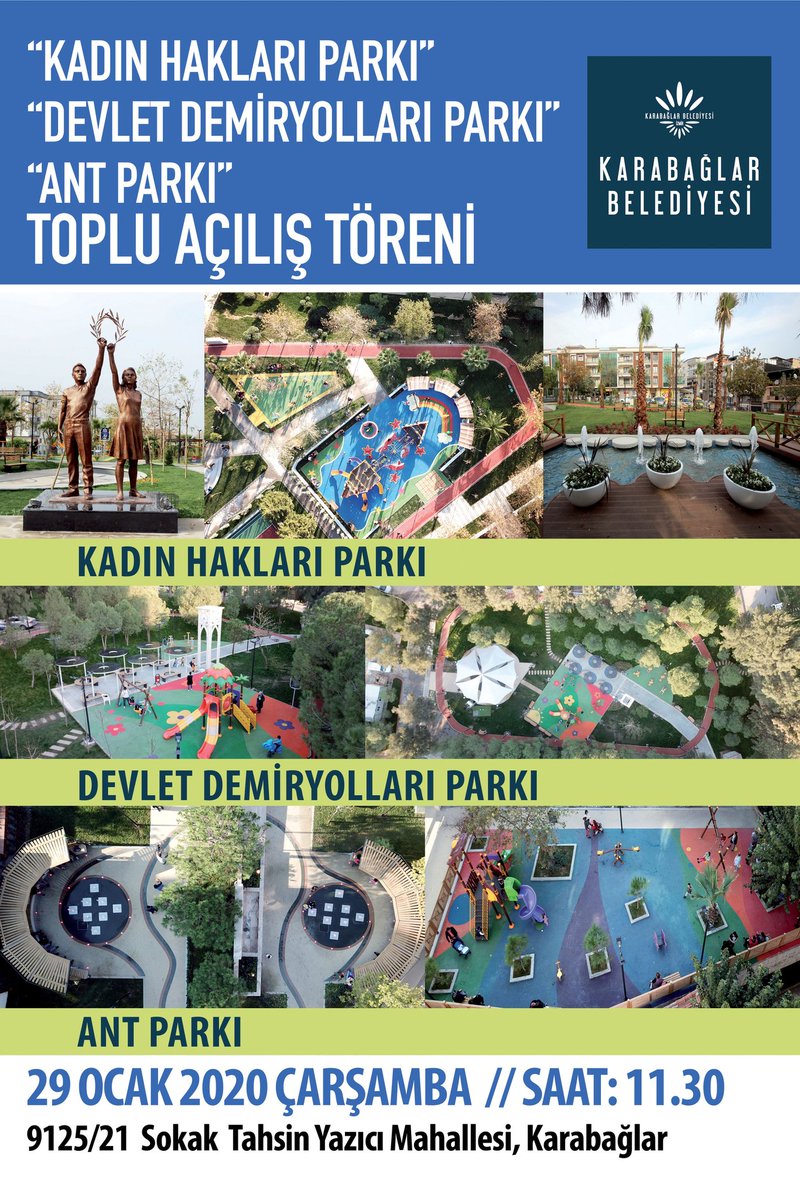 “KADIN HAKLARI PARKI”
“DEVLET DEMİRYOLLARI PARKI”
“ANT PARKI”
TOPLU AÇILIŞ TÖRENİ
KARABAĞLAR BELEDİYESİ
İZMİR
KARABAĞLAR
BELEDİYESİ
KADIN HAKLARI PARKI
DEVLET DEMİRYOLLARI PARKI
ANT PARKI
29 OCAK 2020 ÇARŞAMBA // SAAT: 11.30
9125/21 Sokak Tahsin Yazıcı Mahallesi, Karabağlar